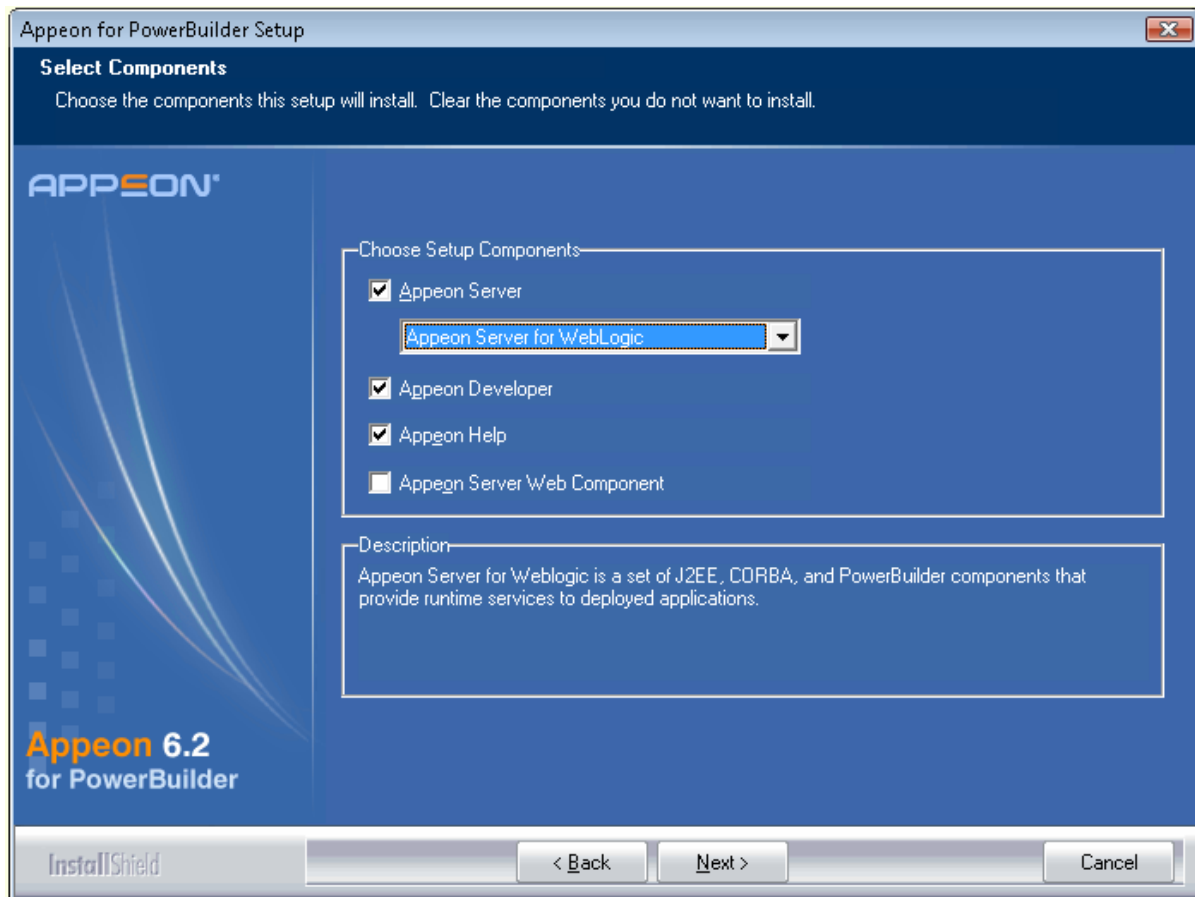 Appeon for PowerBuilder Setup
Select Components
Choose the components this setup will install. Clear the components you do not want to install.
APPEON
Choose Setup Components
Appeon Server
Appeon Server for WebLogic
Appeon Developer
Appeon Help
Appeon Server Web Component
Description
Appeon Server for Weblogic is a set of J2EE, CORBA, and PowerBuilder components that
provide runtime services to deployed applications.
Appeon 6.2
for PowerBuilder
InstallShield
< Back
Next >
Cancel